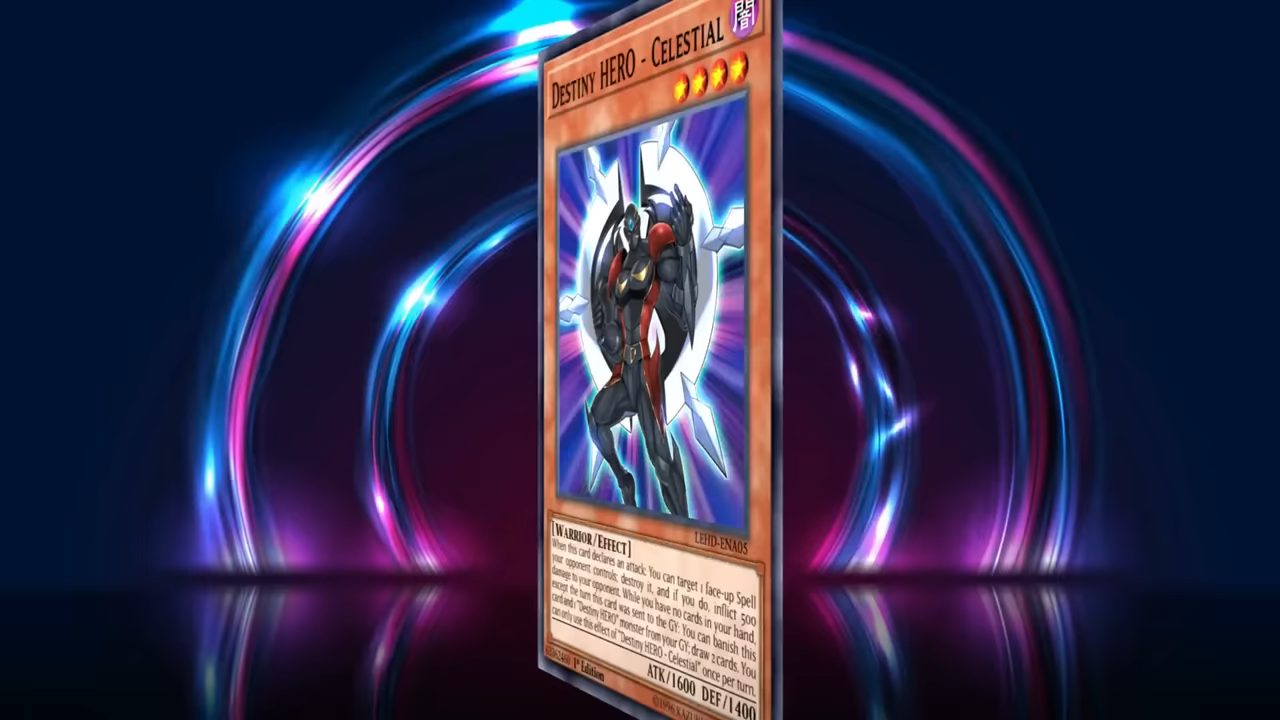 DESTINY HERO - CELESTIAL
闇
[WARRIOR/EFFECT]
LEHD-ENA05
When this card declares an attack: You can target 1 face-up Spell
your opponent controls; destroy it, and if you do, inflict 500
damage to your opponent. While you have no cards in your hand,
except the turn this card was sent to the GY: You can banish this
card and 1 "Destiny HERO" monster from your GY; draw 2 cards. You
can only use this effect of "Destiny HERO - Celestial" once per turn.
ATK/1600 DEF/1400
1st Edition
©1996 KAZUKI